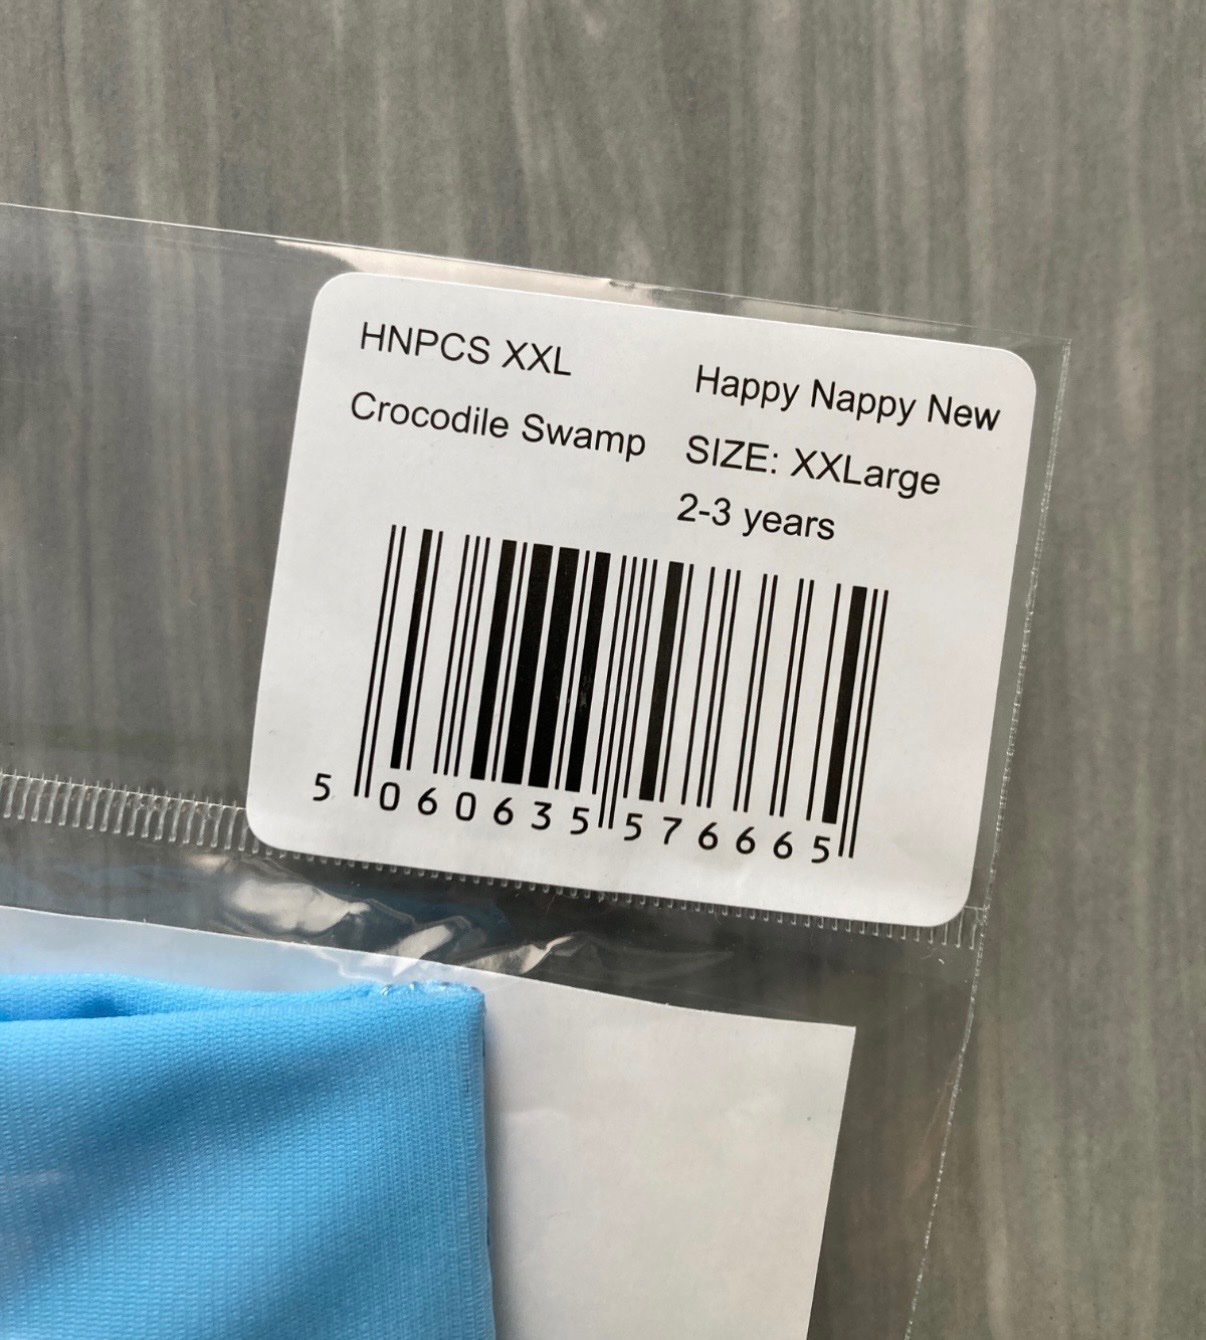 HNPCS XXL
Crocodile Swamp
Happy Nappy New
SIZE: XXLarge
2-3 years
5 060635 576665